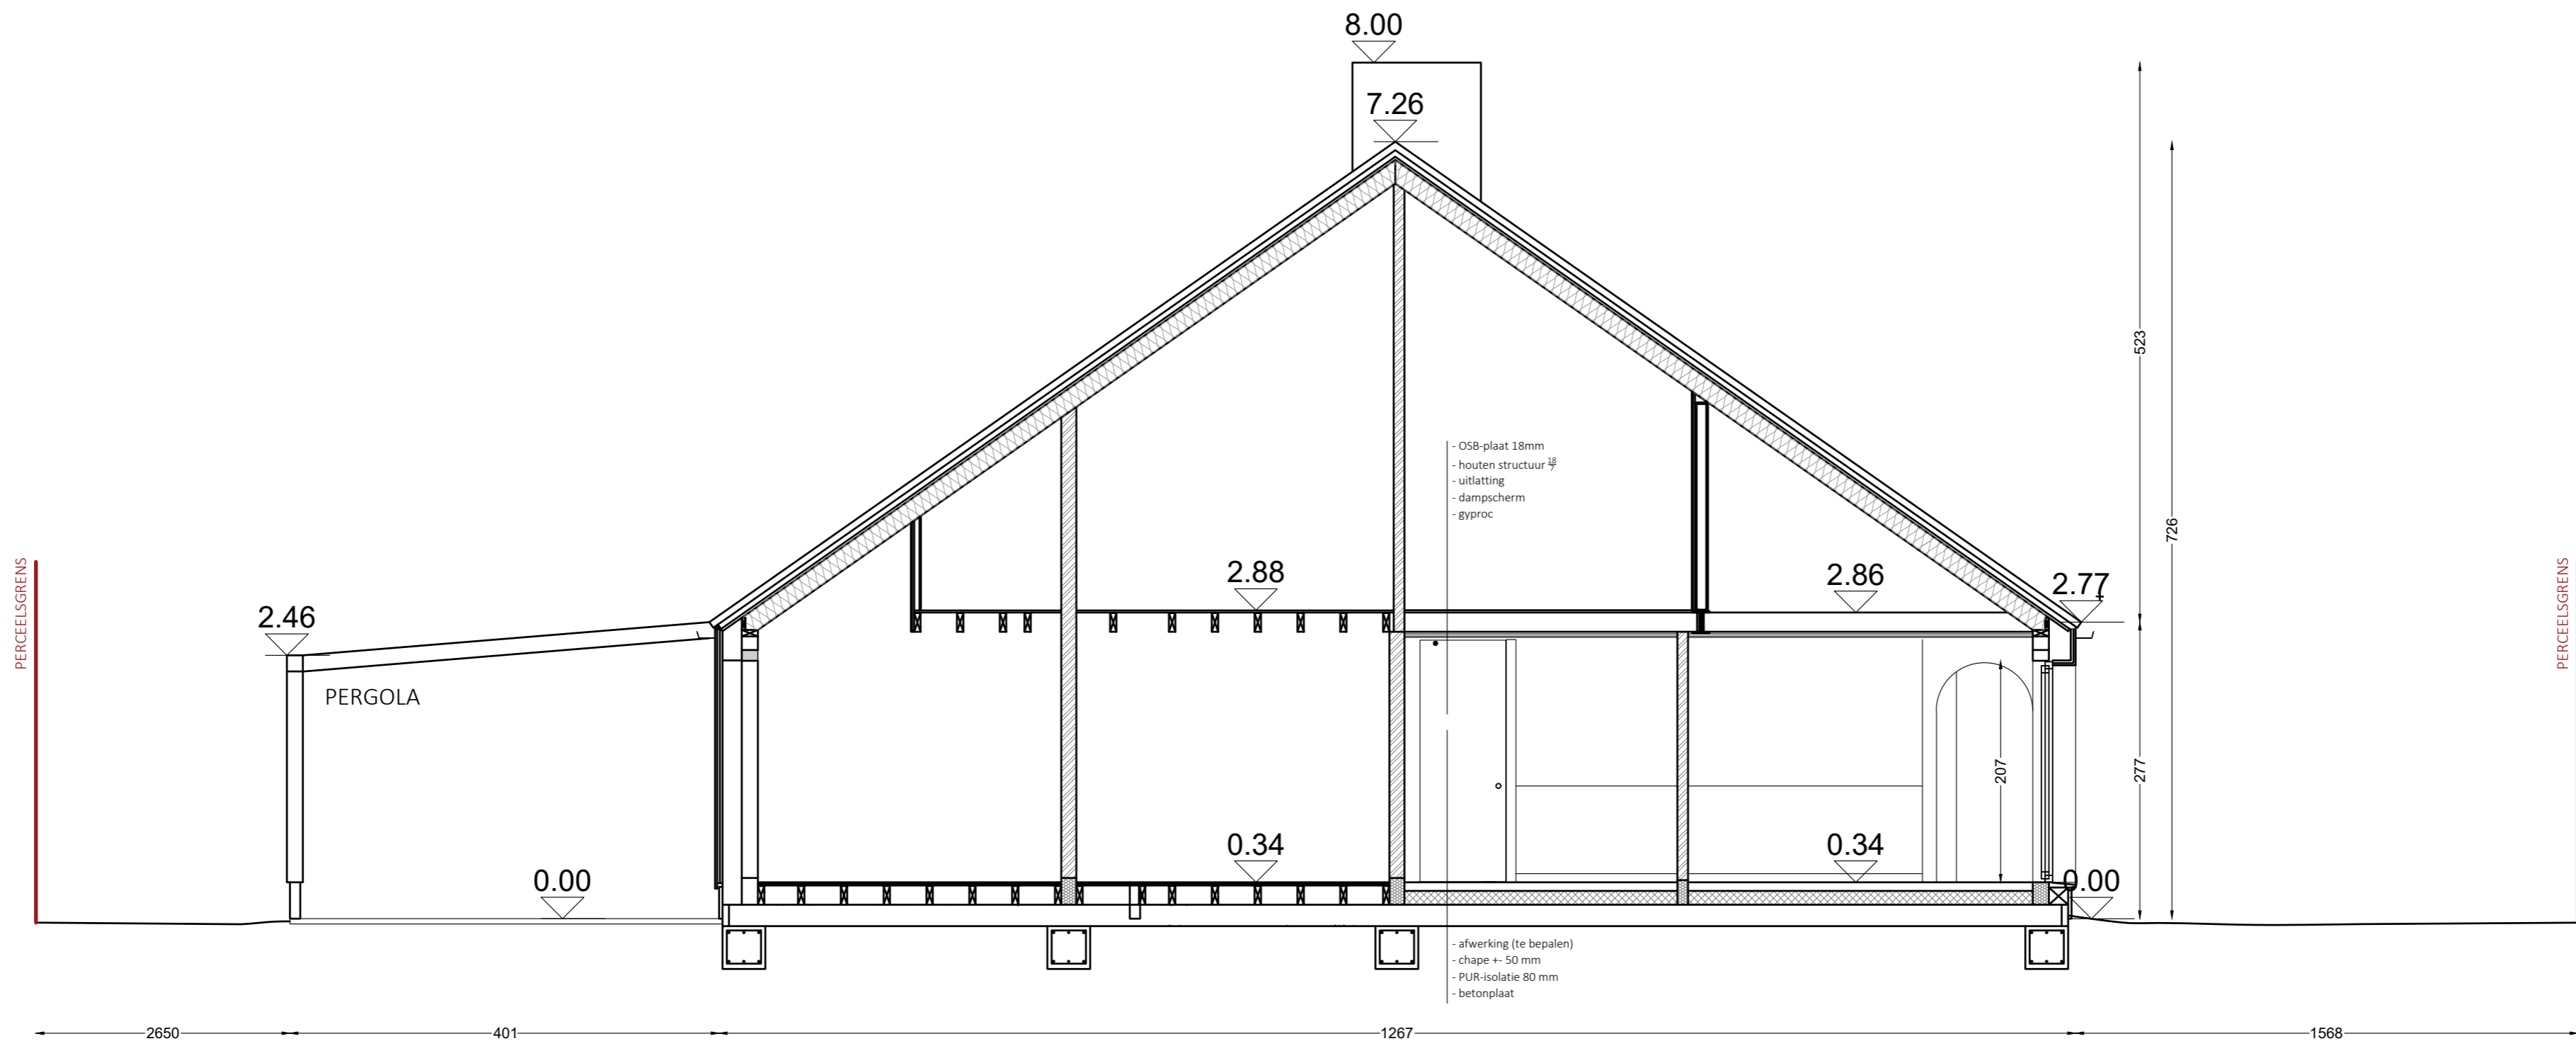 8.00
7.26
523
726
- OSB-plaat 18mm
- houten structuur 18/7
- uitlatting
- dampscherm
- gyproc
PERCEELSGRENS
PERCEELSGRENS
2.88
2.86
2.77
2.46
PERGOLA
207
277
0.34
0.34
0.00
0.00
- afwerking (te bepalen)
- chape +- 50 mm
- PUR-isolatie 80 mm
- betonplaat
2650
401
1267
1568